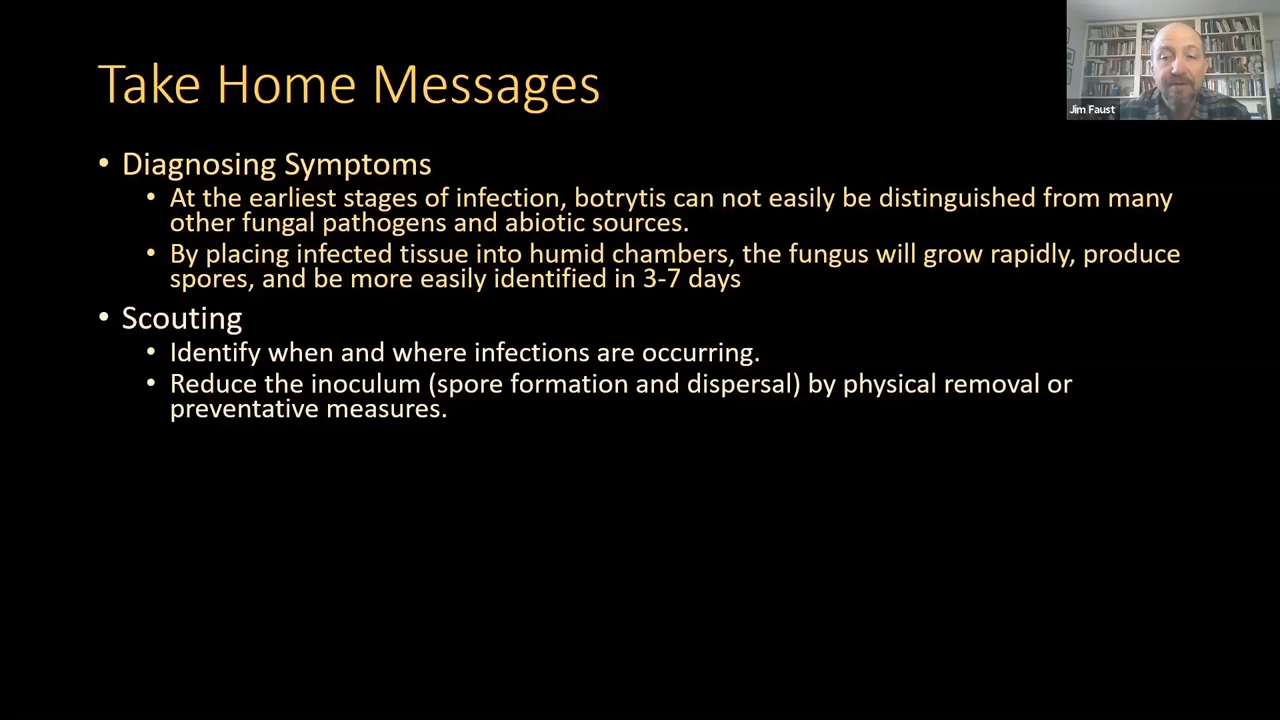 Take Home Messages
Jim Faust
• Diagnosing Symptoms
• At the earliest stages of infection, botrytis can not easily be distinguished from many
other fungal pathogens and abiotic sources.
• By placing infected tissue into humid chambers, the fungus will grow rapidly, produce
spores, and be more easily identified in 3-7 days
• Scouting
• Identify when and where infections are occurring.
• Reduce the inoculum (spore formation and dispersal) by physical removal or
preventative measures.